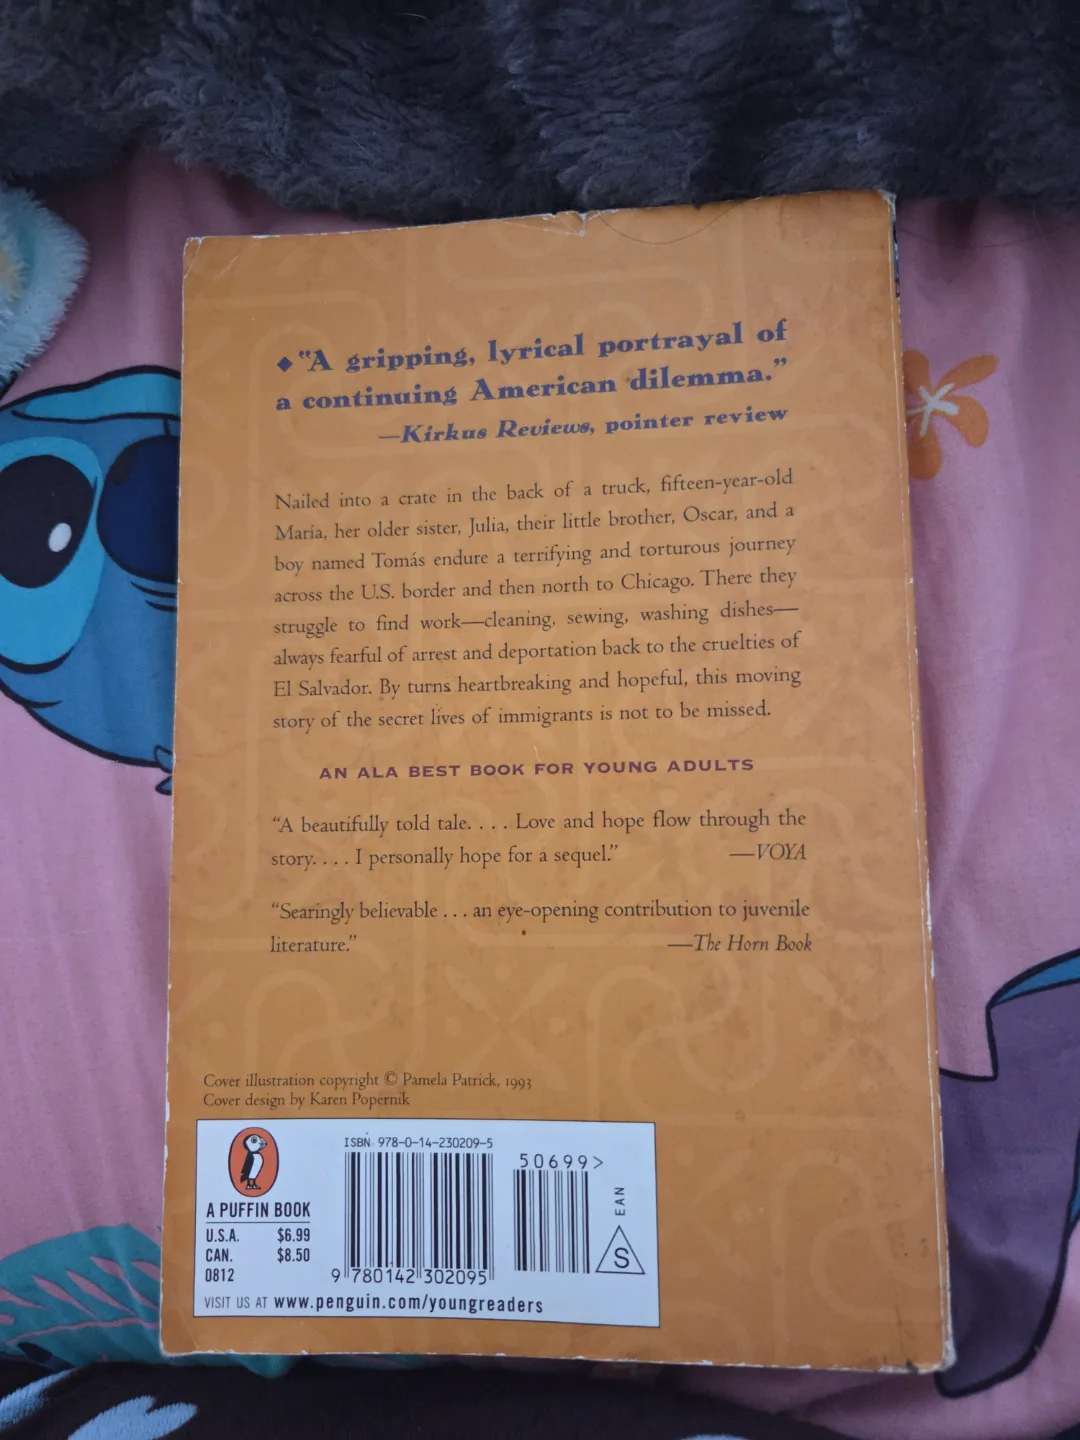 ◆ "A gripping, lyrical portrayal of
a continuing American dilemma."
—Kirkus Reviews, pointer review
Nailed into a crate in the back of a truck, fifteen-year-old
María, her older sister, Julia, their little brother, Oscar, and a
boy named Tomás endure a terrifying and torturous journey
across the U.S. border and then north to Chicago. There they
struggle to find work—cleaning, sewing, washing dishes—
always fearful of arrest and deportation back to the cruelties of
El Salvador. By turns heartbreaking and hopeful, this moving
story of the secret lives of immigrants is not to be missed.
AN ALA BEST BOOK FOR YOUNG ADULTS
"A beautifully told tale. . . . Love and hope flow through the
story. . . . I personally hope for a sequel." —VOYA
"Searingly believable . . . an eye-opening contribution to juvenile
literature." —The Horn Book
Cover illustration copyright © Pamela Patrick, 1993
Cover design by Karen Popernik
A PUFFIN BOOK
U.S.A. $6.99
CAN. $8.50
0812
ISBN 978-0-14-230209-5
9 780142 302095
50699>
EAN
S
VISIT US AT www.penguin.com/youngreaders